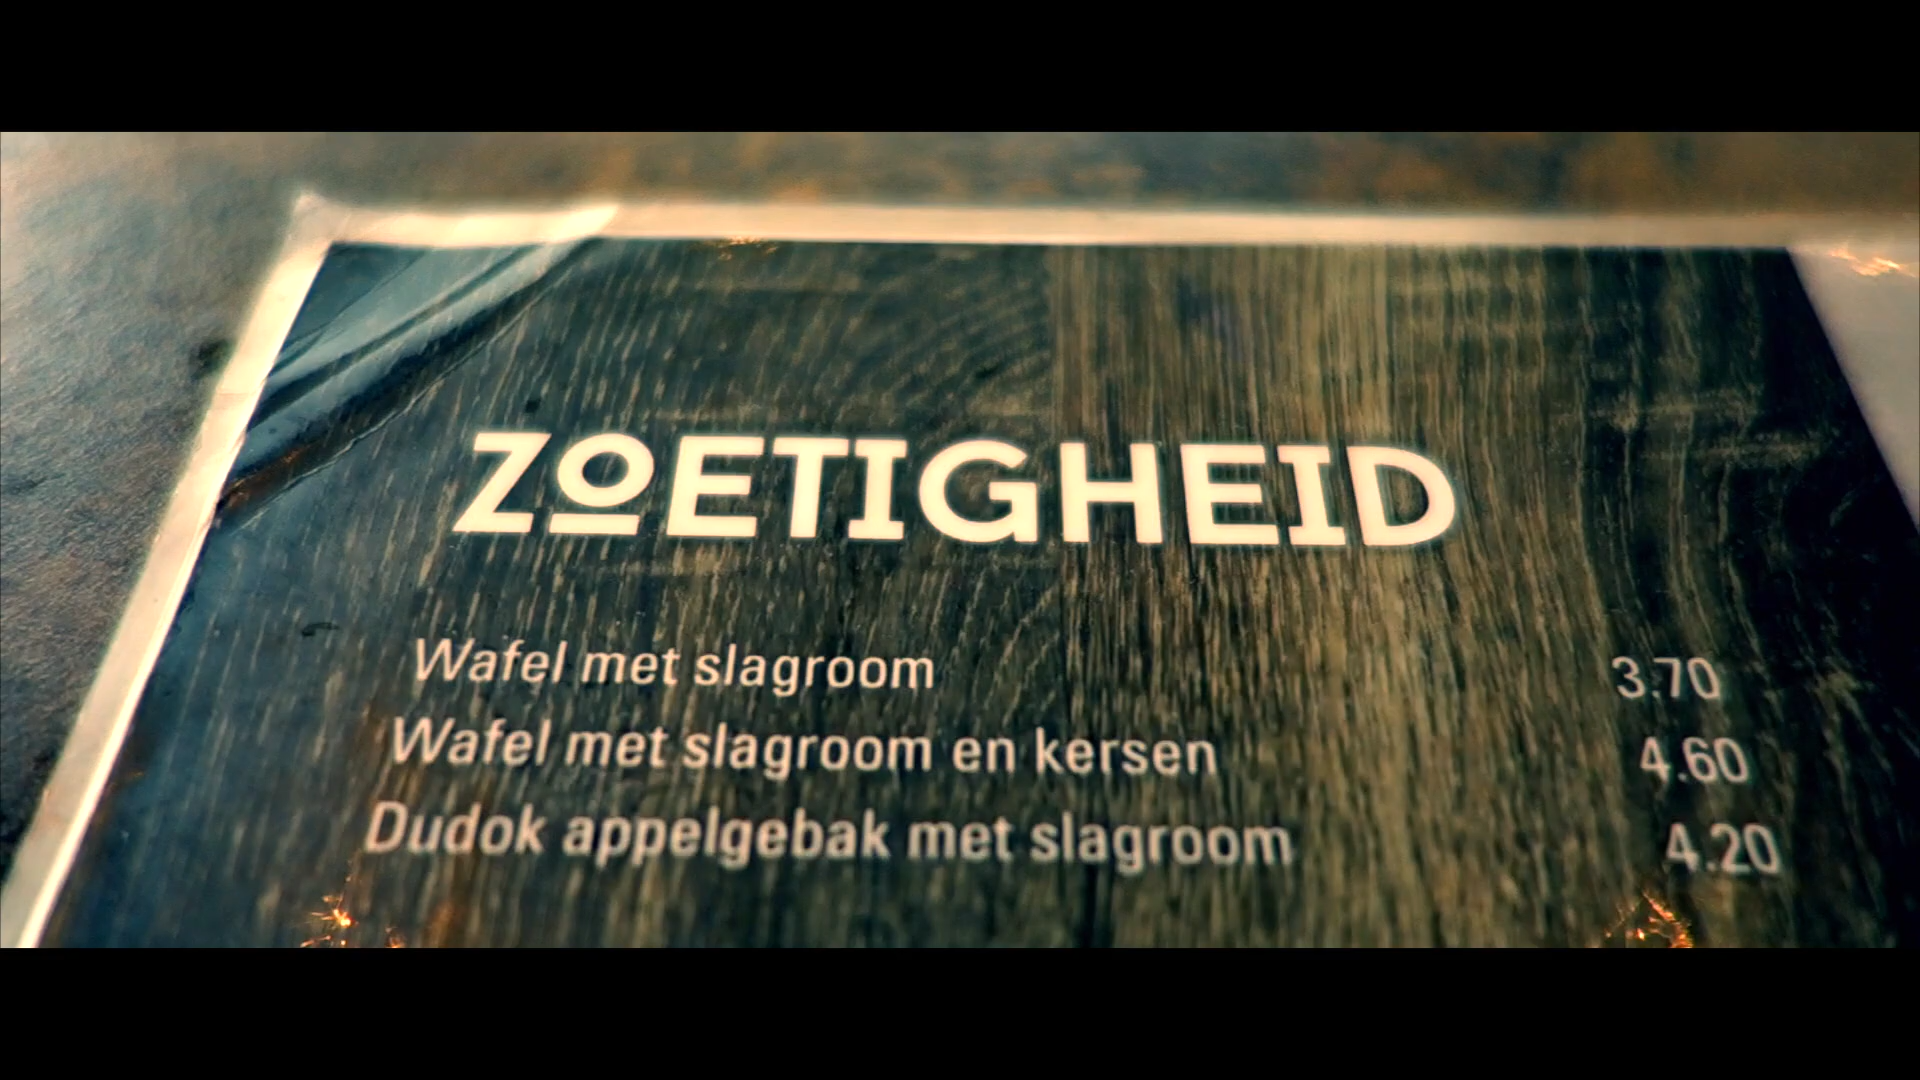 ZOETIGHEID
Wafel met slagroom 3.70
Wafel met slagroom en kersen 4.60
Dudok appelgebak met slagroom 4.20